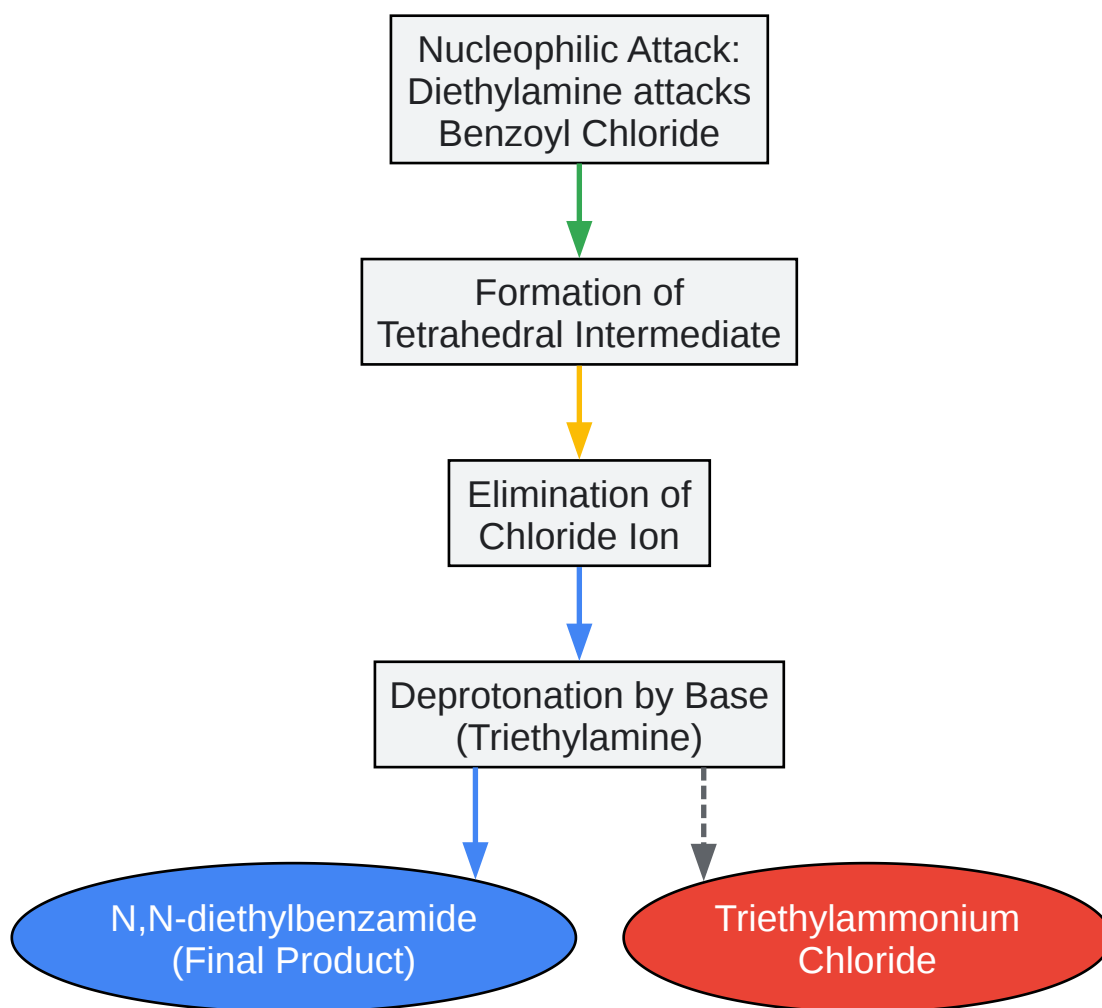 Nucleophilic Attack:
Diethylamine attacks
Benzoyl Chloride
Formation of
Tetrahedral Intermediate
Elimination of
Chloride Ion
Deprotonation by Base
(Triethylamine)
N,N-diethylbenzamide
(Final Product)
Triethylammonium
Chloride